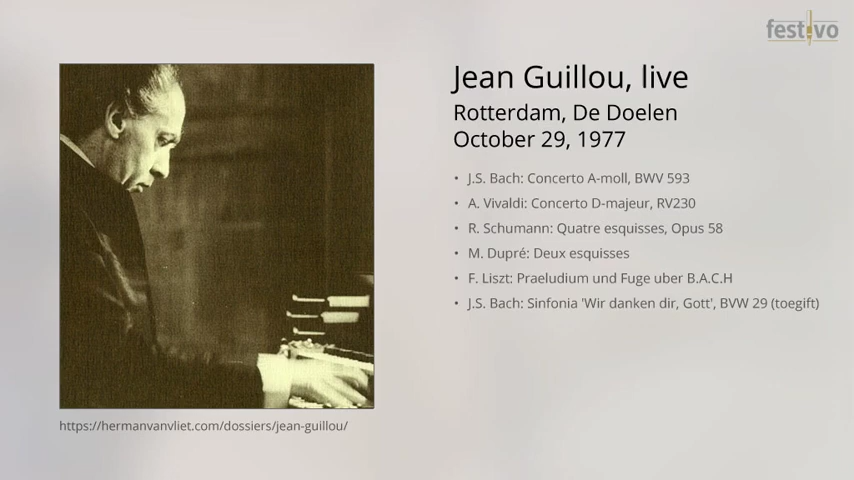 festivo
Jean Guillou, live
Rotterdam, De Doelen
October 29, 1977
• J.S. Bach: Concerto A-moll, BWV 593
• A. Vivaldi: Concerto D-majeur, RV230
• R. Schumann: Quatre esquisses, Opus 58
• M. Dupré: Deux esquisses
• F. Liszt: Praeludium und Fuge uber B.A.C.H
• J.S. Bach: Sinfonia 'Wir danken dir, Gott', BVW 29 (toegift)
https://hermanvanvliet.com/dossiers/jean-guillou/